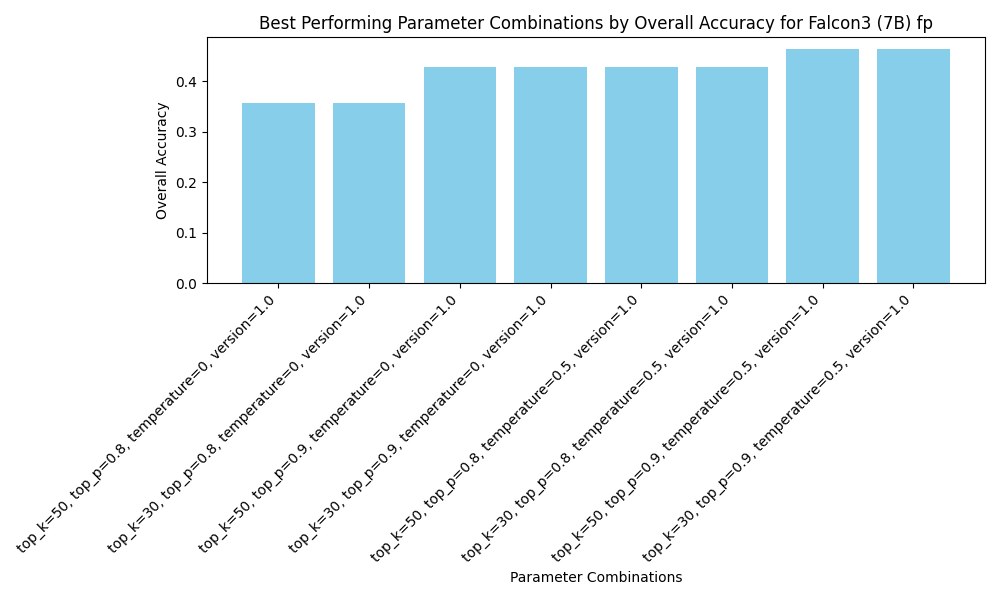 Best Performing Parameter Combinations by Overall Accuracy for Falcon3 (7B) fp
Overall Accuracy
0.4
0.3
0.2
0.1
0.0
top_k=50, top_p=0.8, temperature=0, version=1.0
top_k=30, top_p=0.8, temperature=0, version=1.0
top_k=50, top_p=0.9, temperature=0, version=1.0
top_k=30, top_p=0.9, temperature=0, version=1.0
top_k=50, top_p=0.8, temperature=0.5, version=1.0
top_k=30, top_p=0.8, temperature=0.5, version=1.0
top_k=50, top_p=0.9, temperature=0.5, version=1.0
top_k=30, top_p=0.9, temperature=0.5, version=1.0
Parameter Combinations